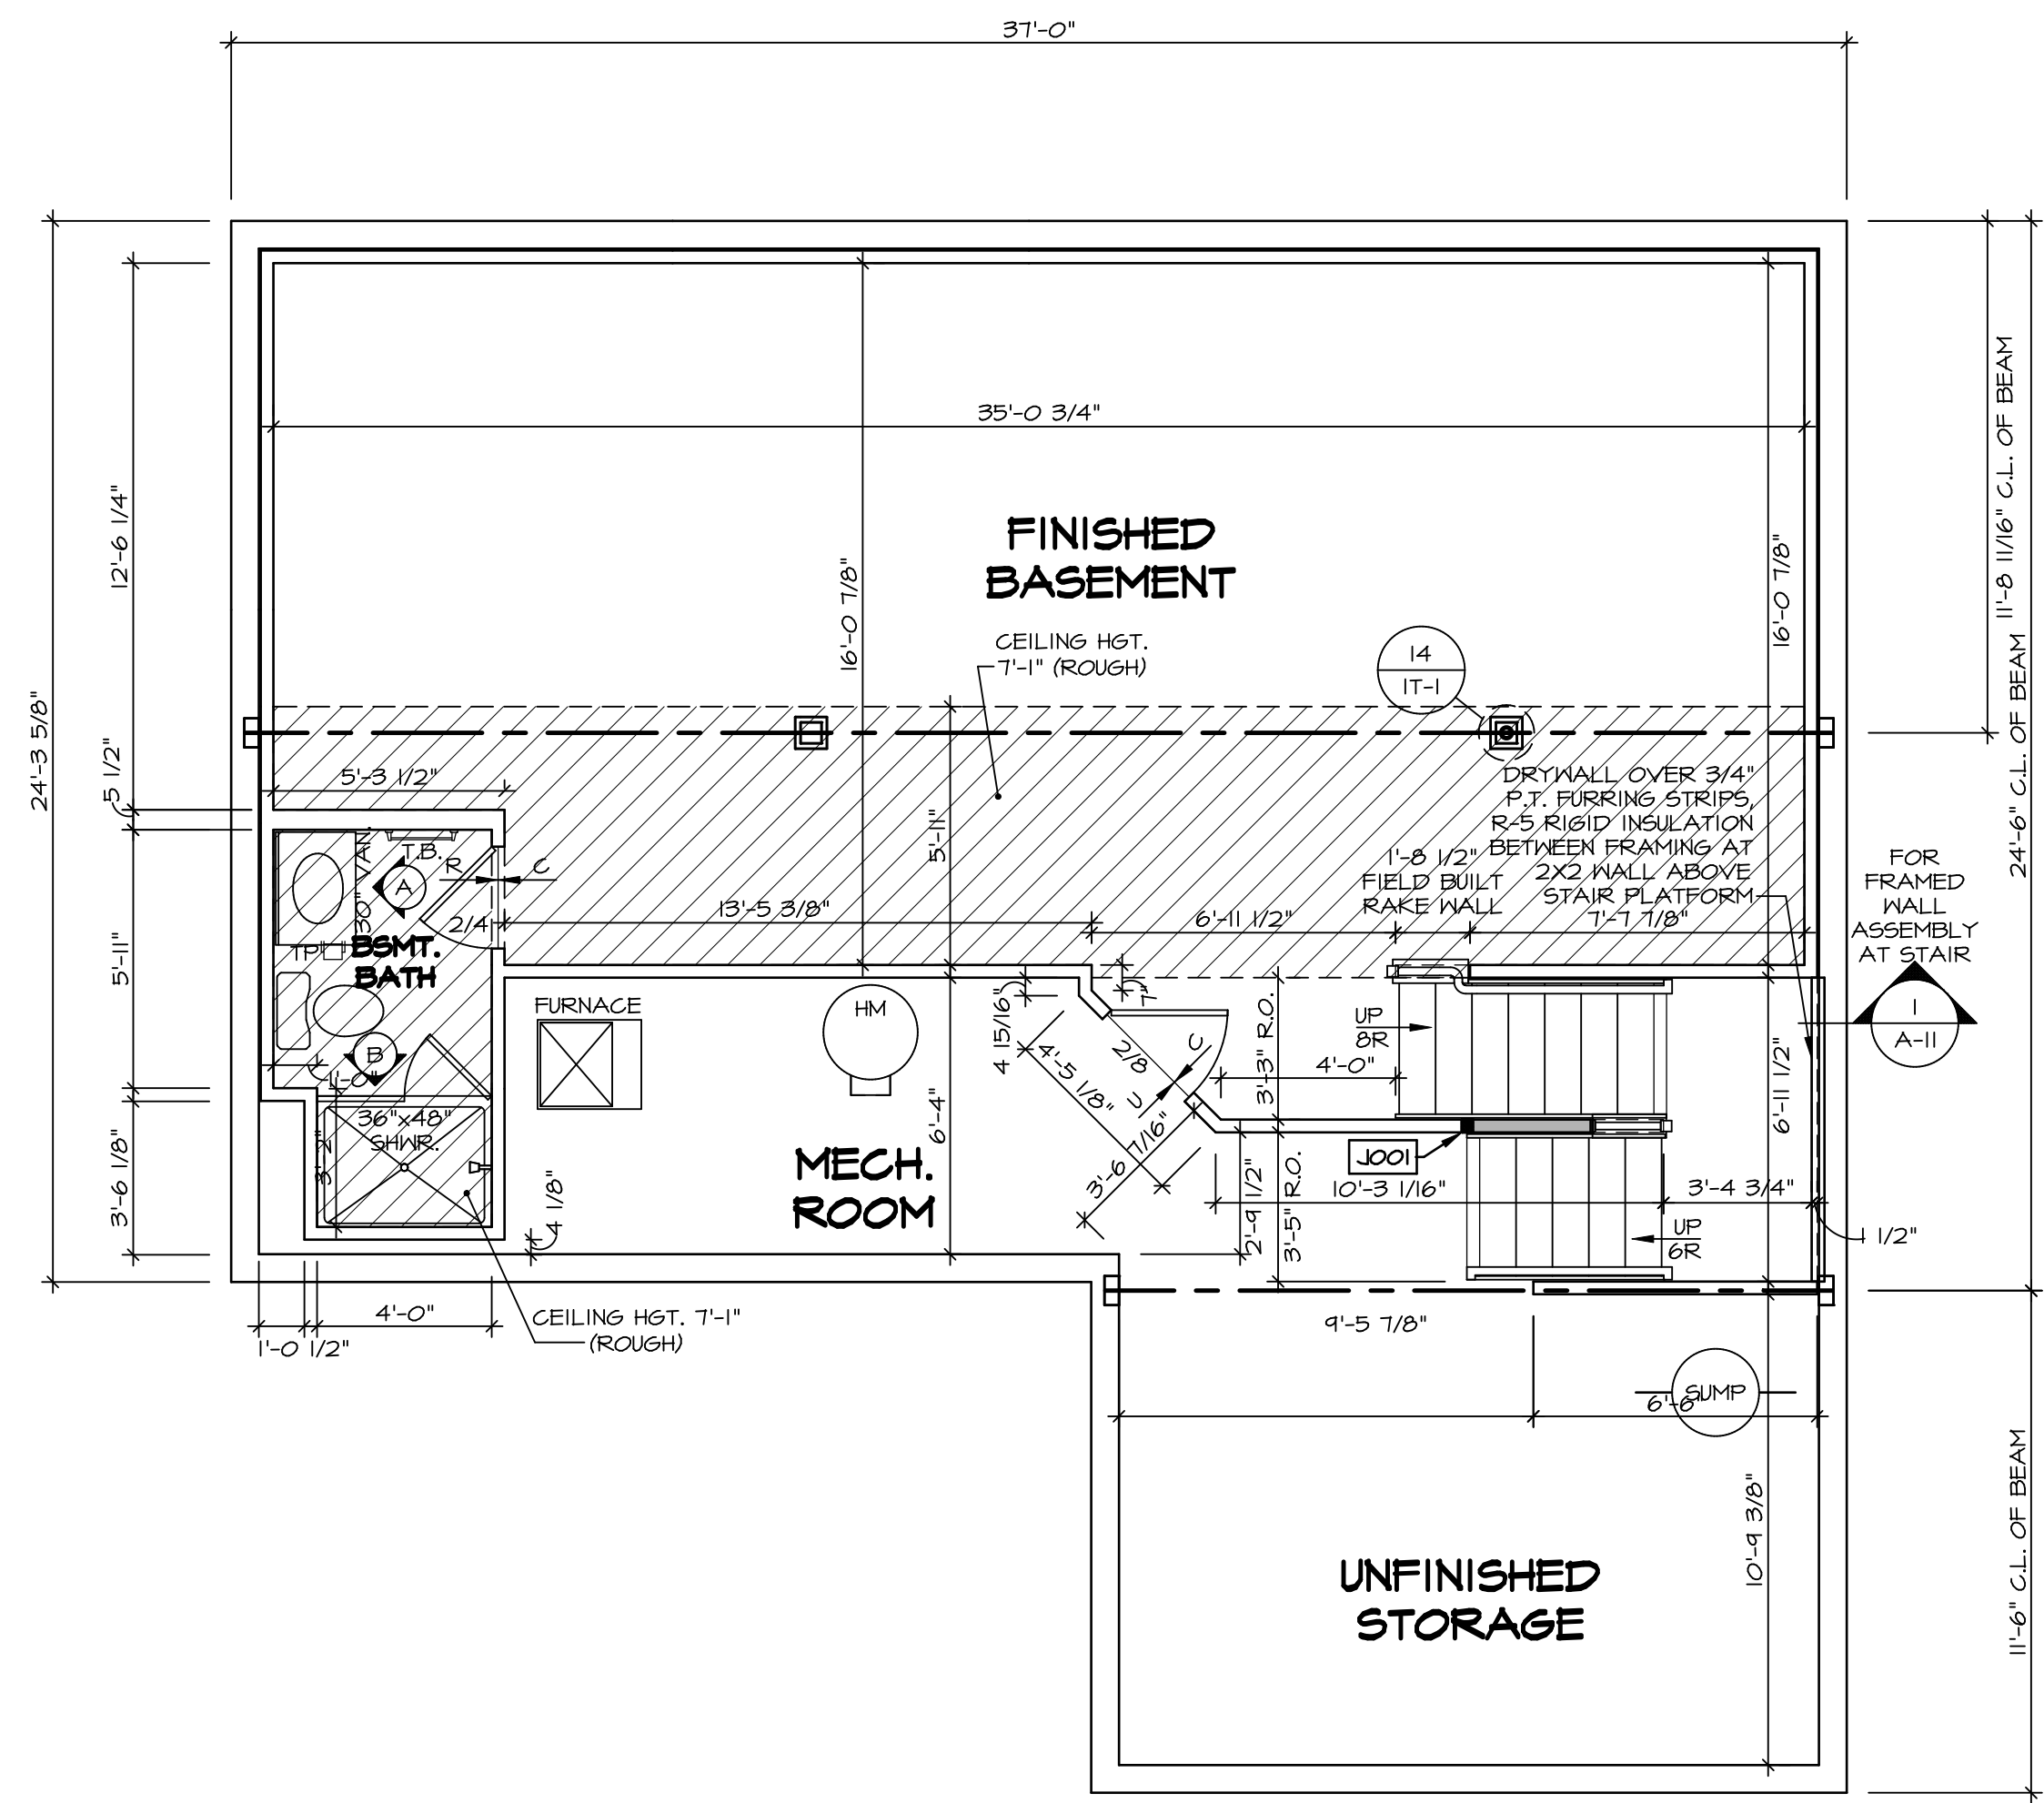 37'-0"
24'-3 5/8"
12'-6 1/4"
5 1/2"
5'-11"
3'-6 1/8"
35'-0 3/4"
FINISHED
BASEMENT
16'-0 7/8"
16'-0 7/8"
CEILING HGT.
7'-1" (ROUGH)
14
1T-1
11'-8 11/16" C.L. OF BEAM
24'-6" C.L. OF BEAM
11'-6" C.L. OF BEAM
5'-3 1/2"
5'-11"
DRYWALL OVER 3/4"
P.T. FURRING STRIPS,
R-5 RIGID INSULATION
BETWEEN FRAMING AT
2X2 WALL ABOVE
STAIR PLATFORM
1'-8 1/2"
FIELD BUILT
RAKE WALL
13'-5 3/8"
6'-11 1/2"
7'-7 7/8"
FOR
FRAMED
WALL
ASSEMBLY
AT STAIR
1
A-11
30" VAN.
T.B.
A
R
C
2/4
TP
BSMT.
BATH
B
1'-0"
36"x48"
SHWR.
3'-2"
FURNACE
HM
MECH.
ROOM
6'-4"
4 1/8"
4 15/16"
7"
4'-5 1/8"
3'-6 7/16"
2/8
C
U
3'-3" R.O.
4'-0"
UP
8R
6'-11 1/2"
J001
2'-9 1/2"
3'-5" R.O.
10'-3 1/16"
3'-4 3/4"
UP
6R
1 1/2"
4'-0"
1'-0 1/2"
CEILING HGT. 7'-1"
(ROUGH)
9'-5 7/8"
SUMP
6'-6"
10'-9 3/8"
UNFINISHED
STORAGE